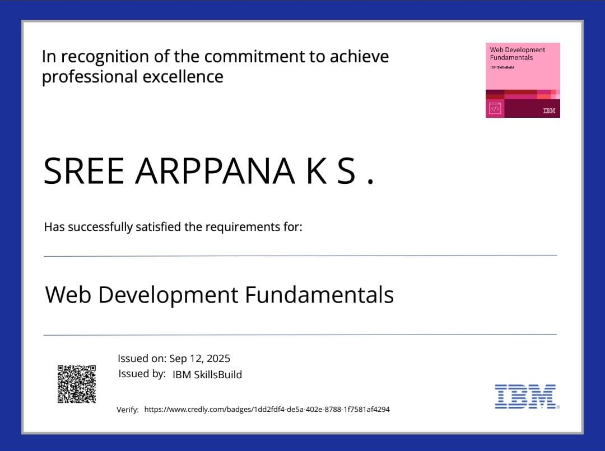 In recognition of the commitment to achieve
professional excellence
Web Development
Fundamentals
IBM SkillsBuild
IBM
SREE ARPPANA K S .
Has successfully satisfied the requirements for:
Web Development Fundamentals
Issued on: Sep 12, 2025
Issued by: IBM SkillsBuild
Verify: https://www.credly.com/badges/1dd2fdf4-de5a-402e-8788-1f7581af4294
IBM.